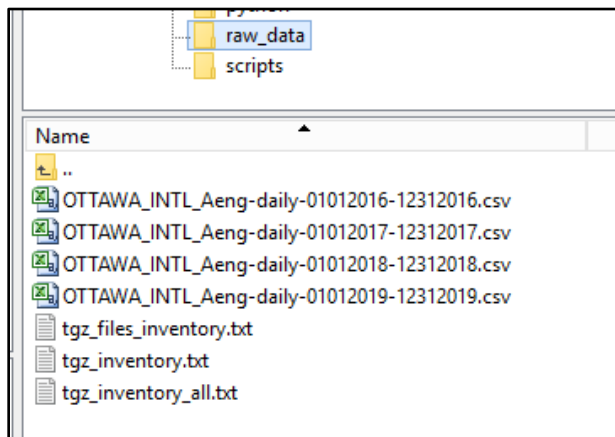 python
raw_data
scripts
Name
..
OTTAWA_INTL_Aeng-daily-01012016-12312016.csv
OTTAWA_INTL_Aeng-daily-01012017-12312017.csv
OTTAWA_INTL_Aeng-daily-01012018-12312018.csv
OTTAWA_INTL_Aeng-daily-01012019-12312019.csv
tgz_files_inventory.txt
tgz_inventory.txt
tgz_inventory_all.txt